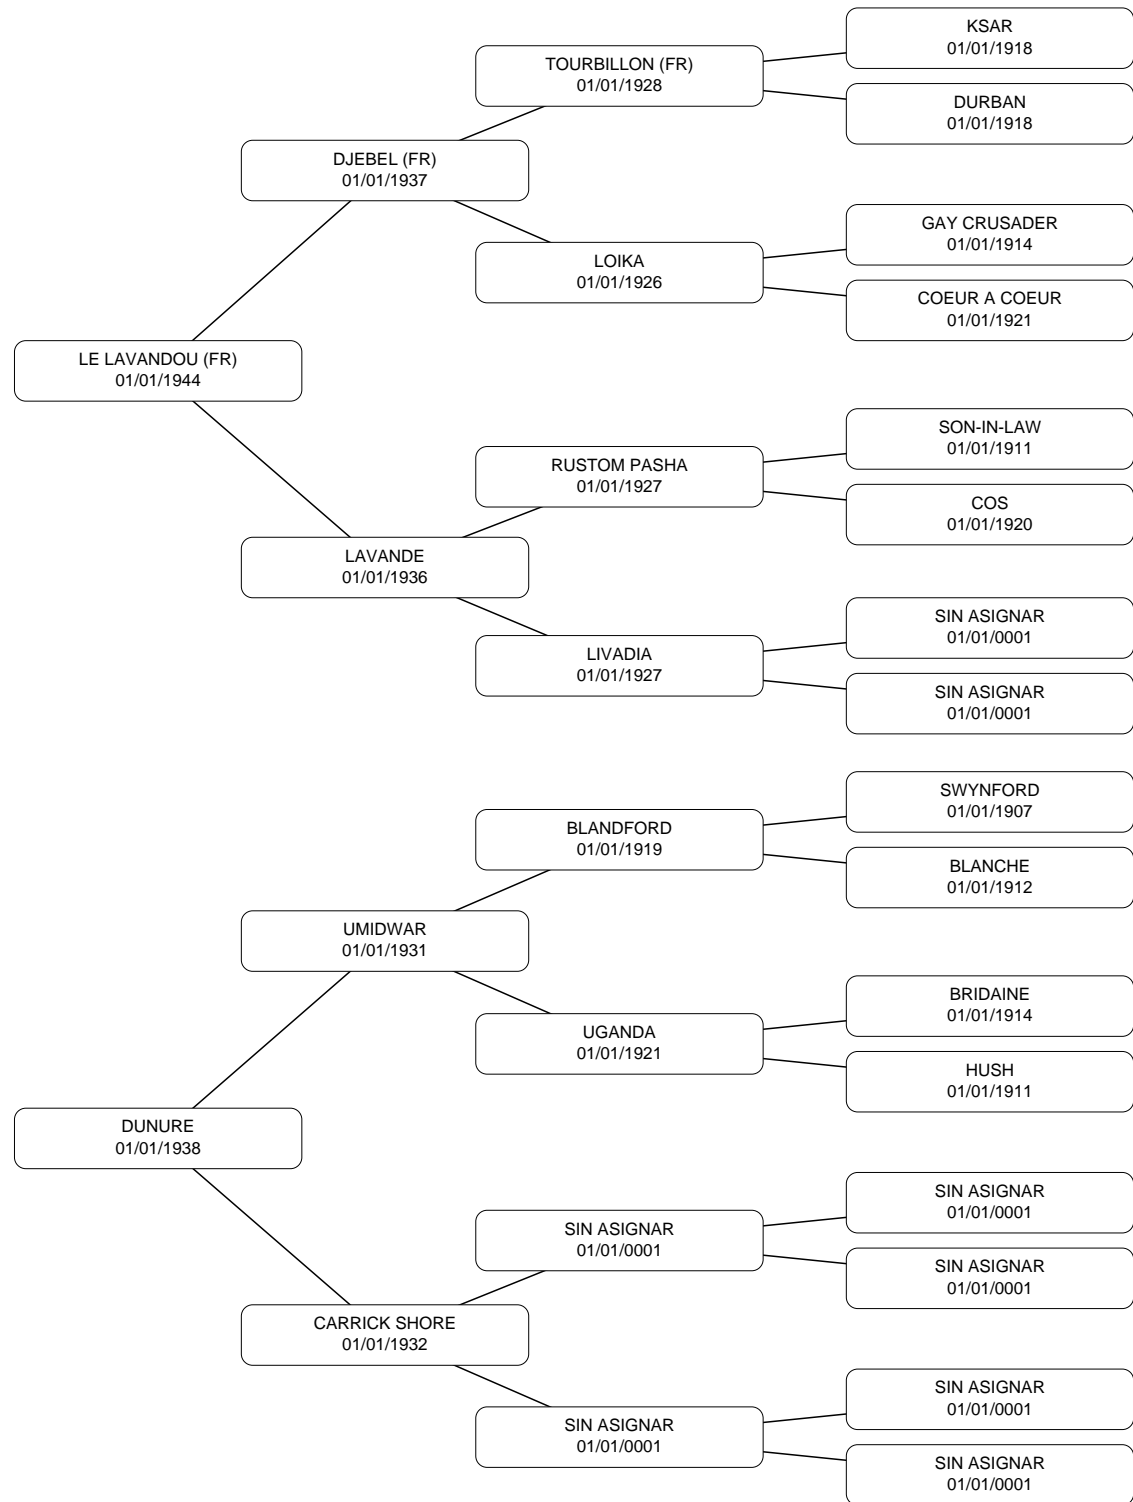 KSAR
01/01/1918
TOURBILLON (FR)
01/01/1928
DURBAN
01/01/1918
DJEBEL (FR)
01/01/1937
GAY CRUSADER
01/01/1914
LOIKA
01/01/1926
COEUR A COEUR
01/01/1921
LE LAVANDOU (FR)
01/01/1944
SON-IN-LAW
01/01/1911
RUSTOM PASHA
01/01/1927
COS
01/01/1920
LAVANDE
01/01/1936
SIN ASIGNAR
01/01/0001
LIVADIA
01/01/1927
SIN ASIGNAR
01/01/0001
SWYNFORD
01/01/1907
BLANDFORD
01/01/1919
BLANCHE
01/01/1912
UMIDWAR
01/01/1931
BRIDAINE
01/01/1914
UGANDA
01/01/1921
HUSH
01/01/1911
DUNURE
01/01/1938
SIN ASIGNAR
01/01/0001
SIN ASIGNAR
01/01/0001
SIN ASIGNAR
01/01/0001
CARRICK SHORE
01/01/1932
SIN ASIGNAR
01/01/0001
SIN ASIGNAR
01/01/0001
SIN ASIGNAR
01/01/0001